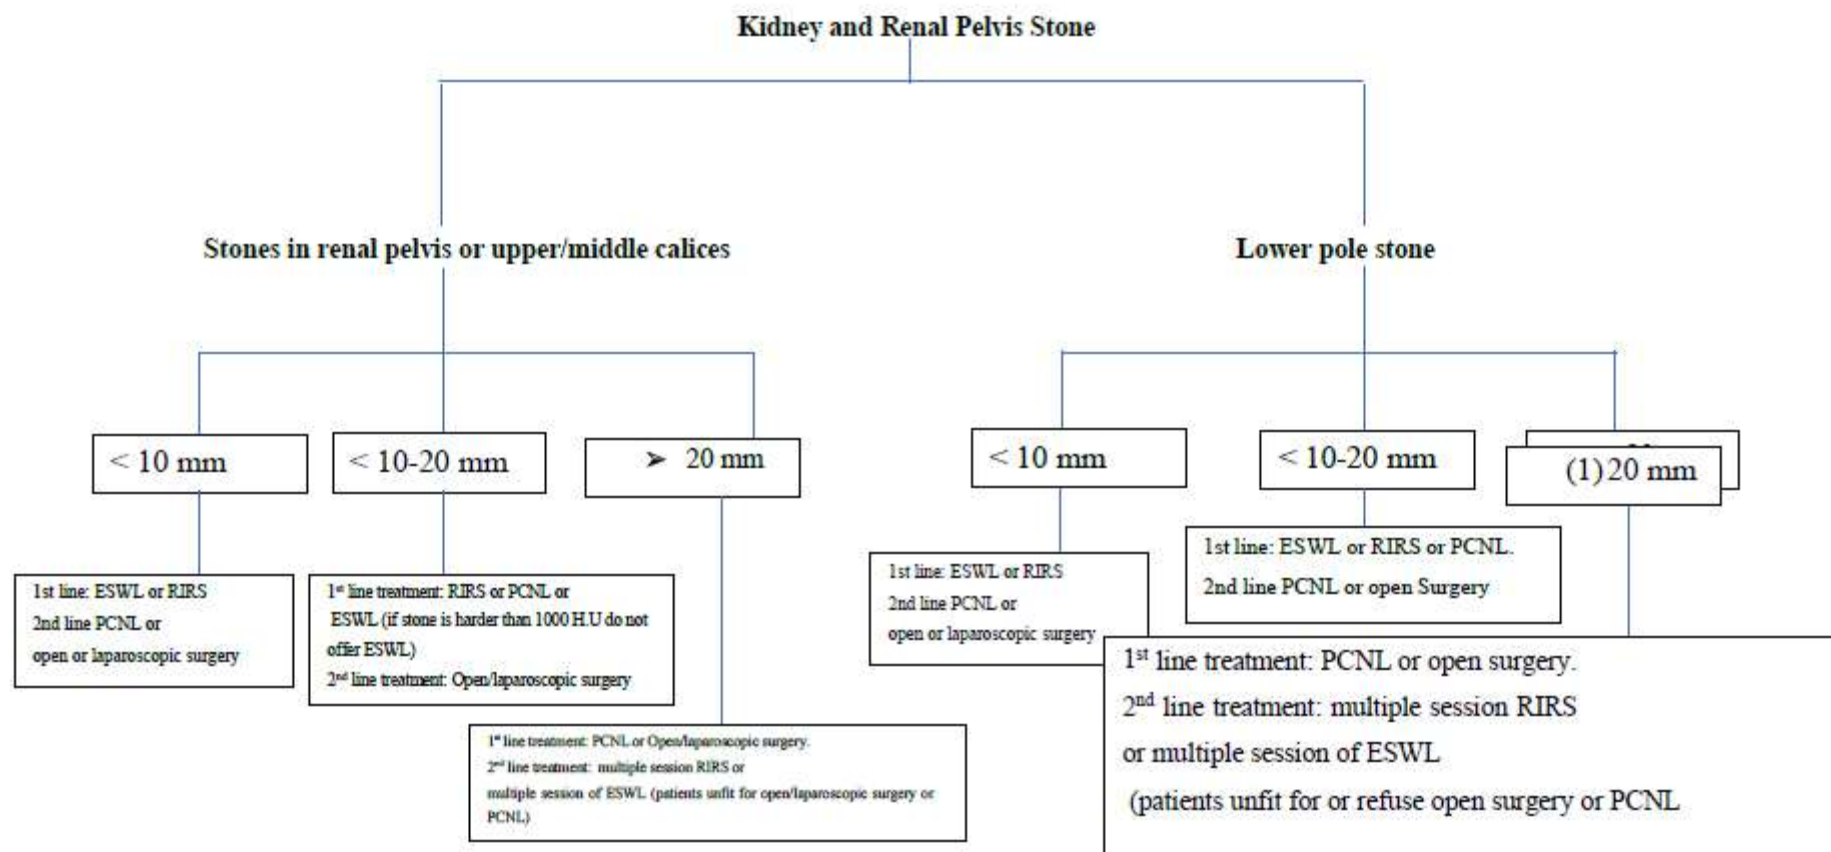 Kidney and Renal Pelvis Stone
Stones in renal pelvis or upper/middle calices
Lower pole stone
< 10 mm
< 10-20 mm
➤ 20 mm
< 10 mm
< 10-20 mm
(1) 20 mm
1st line: ESWL or RIRS
2nd line PCNL or
open or laparoscopic surgery
1st line treatment: RIRS or PCNL or
ESWL (if stone is harder than 1000 H.U do not
offer ESWL)
2nd line treatment: Open/laparoscopic surgery
1st line treatment: PCNL or Open/laparoscopic surgery.
2nd line treatment: multiple session RIRS or
multiple session of ESWL (patients unfit for open/laparoscopic surgery or
PCNL)
1st line: ESWL or RIRS
2nd line PCNL or
open or laparoscopic surgery
1st line: ESWL or RIRS or PCNL.
2nd line PCNL or open Surgery
1st line treatment: PCNL or open surgery.
2nd line treatment: multiple session RIRS
or multiple session of ESWL
(patients unfit for or refuse open surgery or PCNL